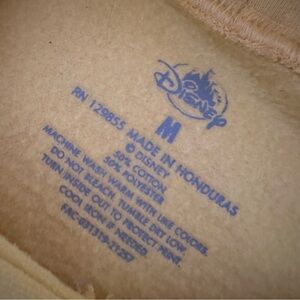 Disney
M
RN 129855 MADE IN HONDURAS
© DISNEY
50% COTTON
50% POLYESTER
MACHINE WASH WARM WITH LIKE COLORS.
DO NOT BLEACH. TUMBLE DRY LOW.
TURN INSIDE OUT TO PROTECT PRINT.
COOL IRON IF NEEDED.